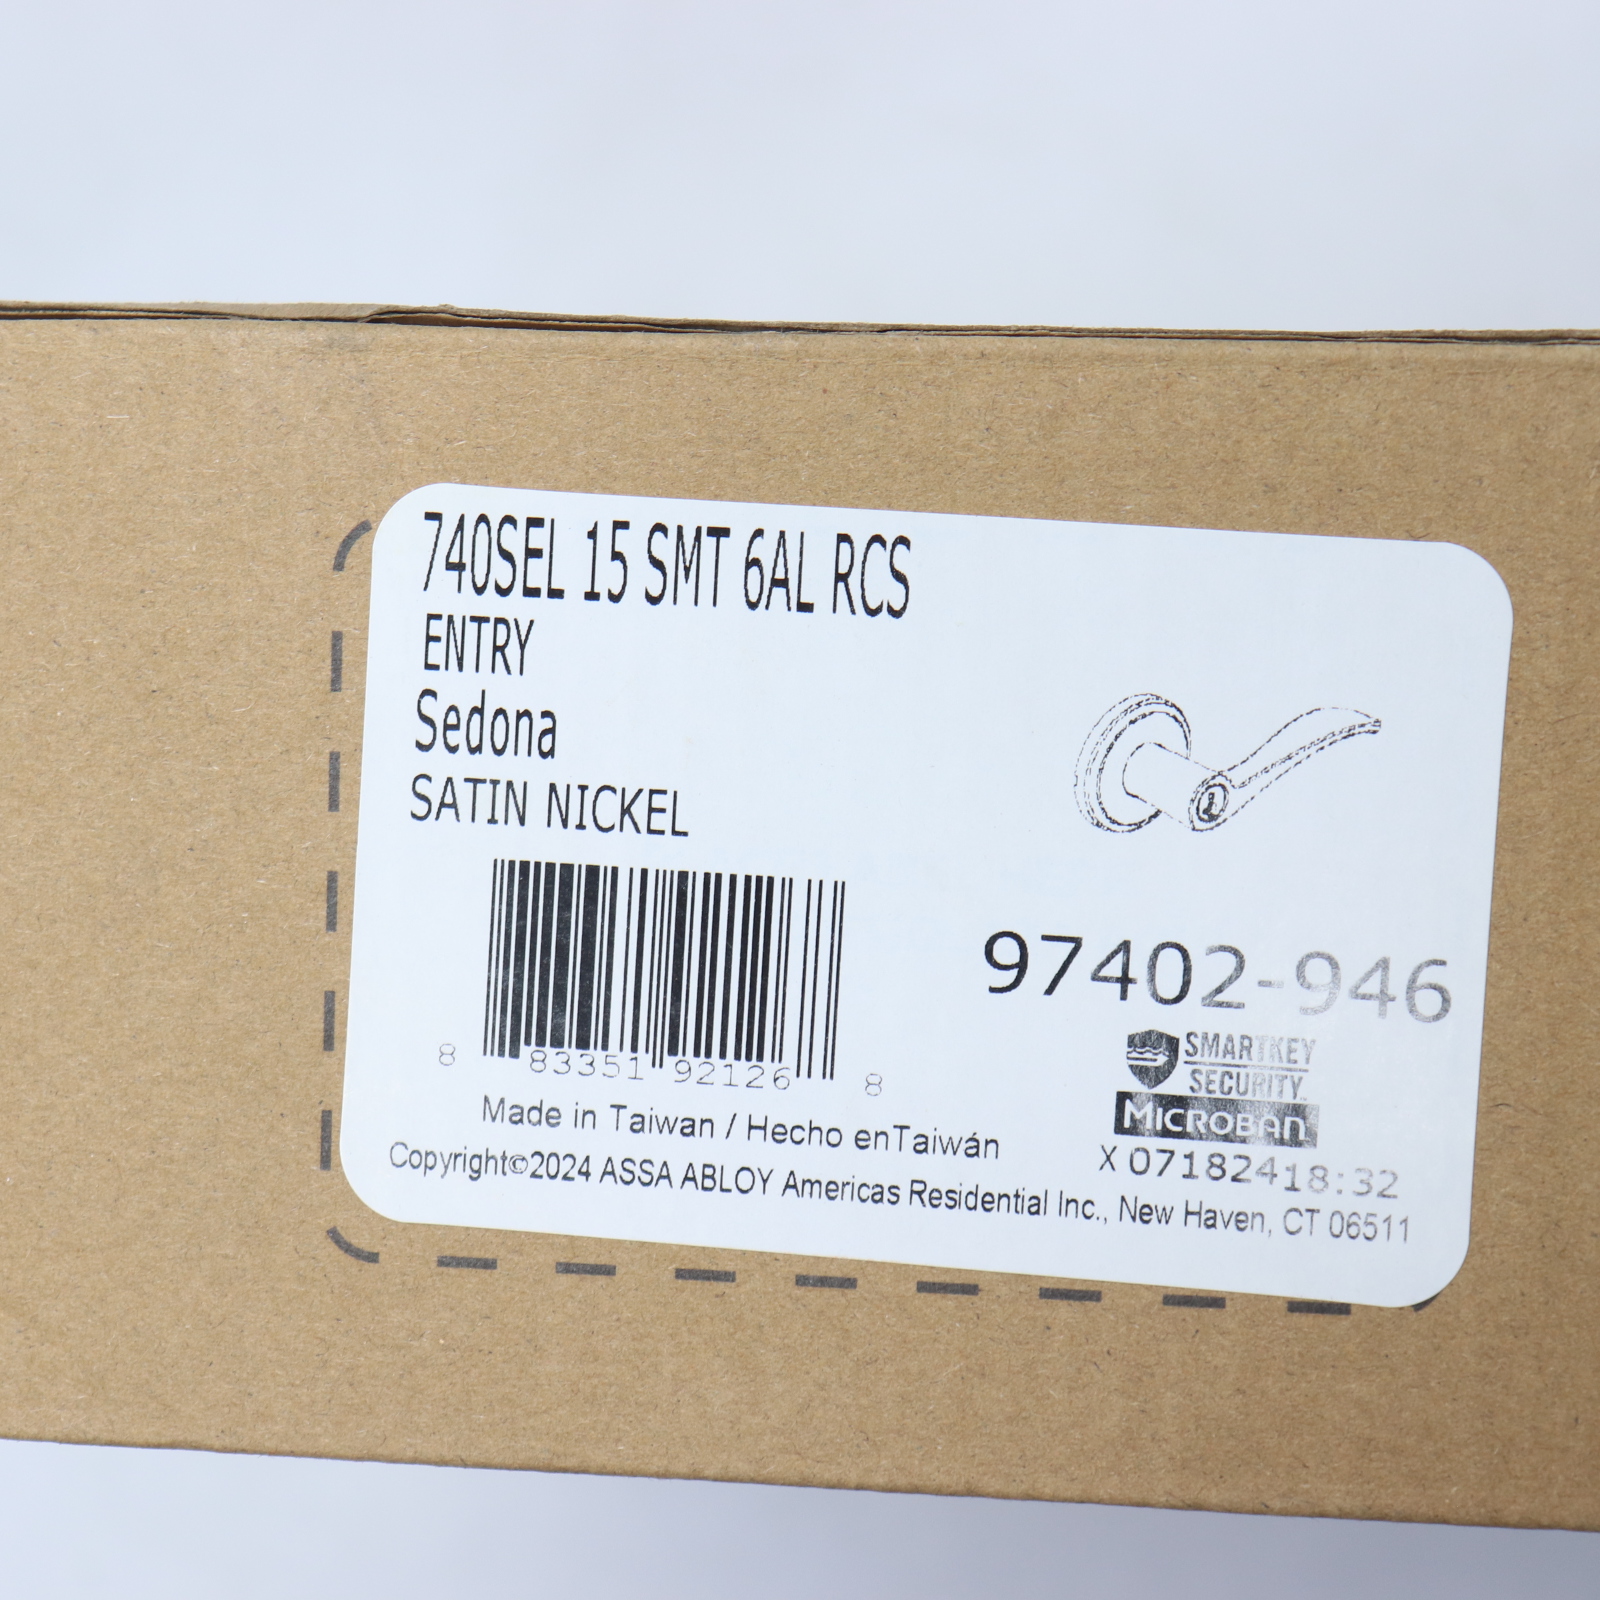 740SEL 15 SMT 6AL RCS
ENTRY
Sedona
SATIN NICKEL
8 83351 92126 8
97402-946
SMARTKEY
SECURITY™
MICROBAN
X 07182418:32
Made in Taiwan / Hecho enTaiwán
Copyright©2024 ASSA ABLOY Americas Residential Inc., New Haven, CT 06511